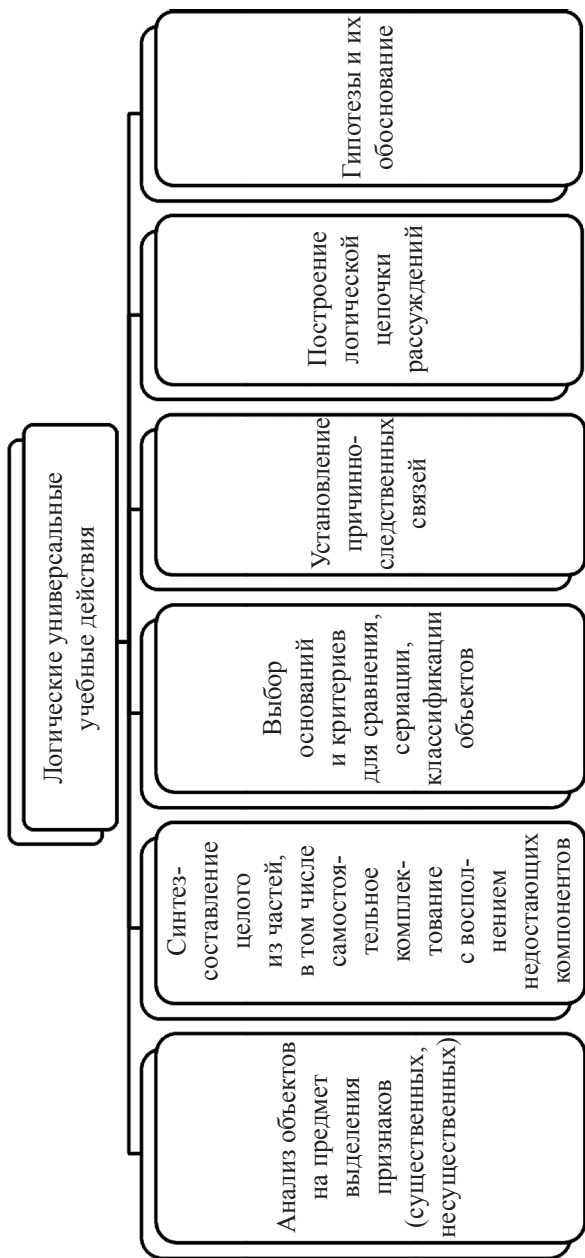 Логические универсальные
учебные действия
Анализ объектов
на предмет
выделения
признаков
(существенных,
несущественных)
Синтез-
составление
целого
из частей,
в том числе
самостоя-
тельное
комплек-
тование
с воспол-
нением
недостающих
компонентов
Выбор
оснований
и критериев
для сравнения,
сериации,
классификации
объектов
Установление
причинно-
следственных
связей
Построение
логической
цепочки
рассуждений
Гипотезы и их
обоснование